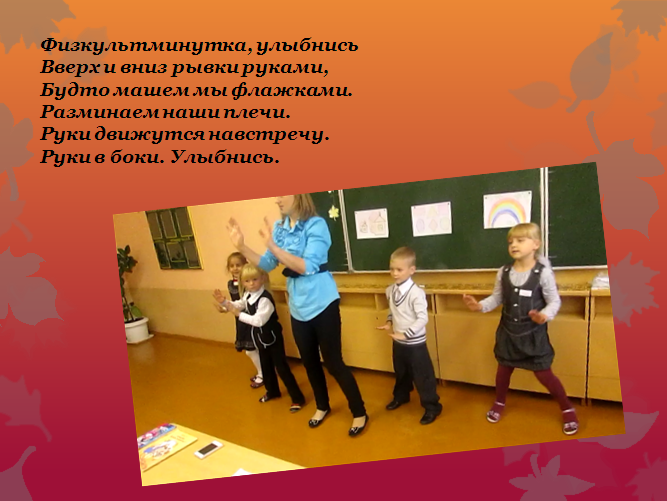 Физкультминутка, улыбнись
Вверх и вниз рывки руками,
Будто машем мы флажками.
Разминаем наши плечи.
Руки движутся навстречу.
Руки в боки. Улыбнись.